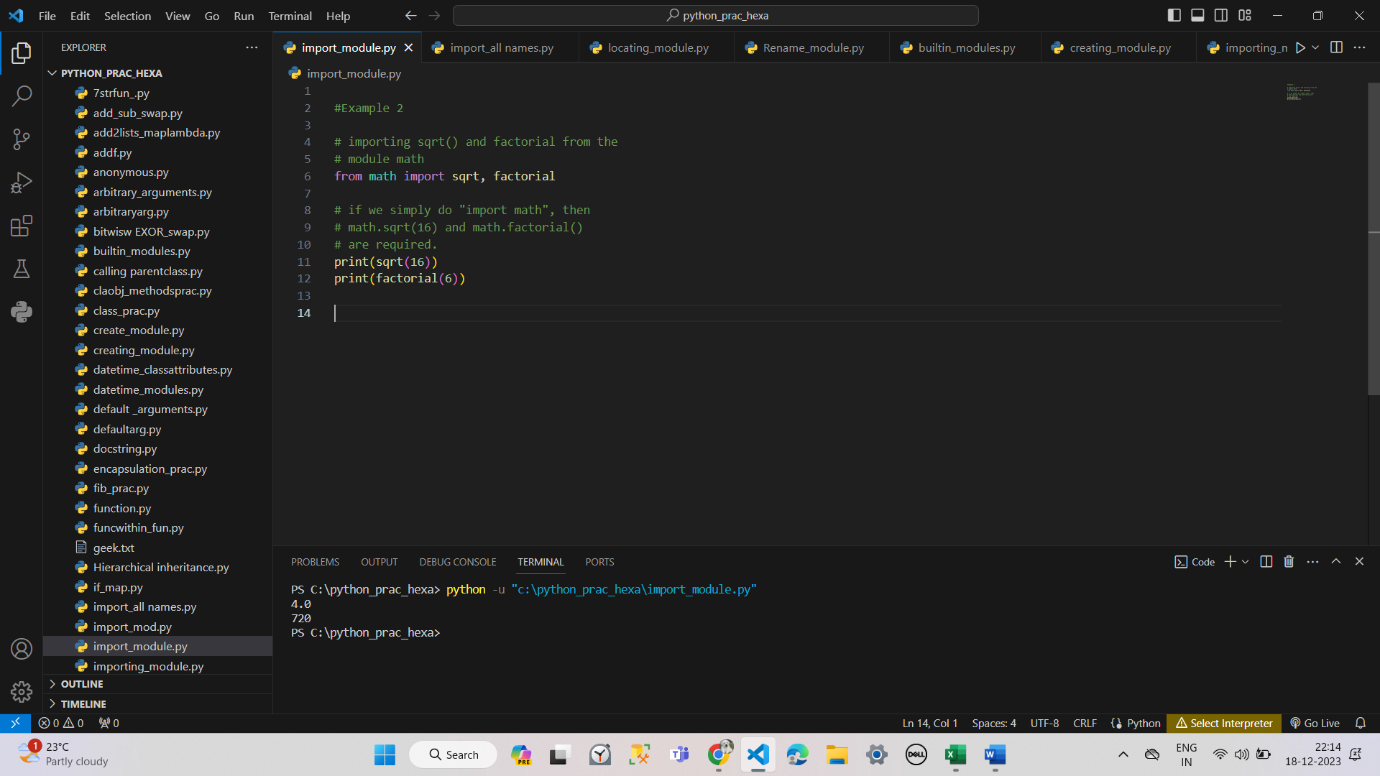 File Edit Selection View Go Run Terminal Help
python_prac_hexa
EXPLORER
PYTHON_PRAC_HEXA
7strfun_.py
add_sub_swap.py
add2lists_maplambda.py
addf.py
anonymous.py
arbitrary_arguments.py
arbitraryarg.py
bitwisw EXOR_swap.py
builtin_modules.py
calling parentclass.py
claobj_methodsprac.py
class_prac.py
create_module.py
creating_module.py
datetime_classattributes.py
datetime_modules.py
default _arguments.py
defaultarg.py
docstring.py
encapsulation_prac.py
fib_prac.py
function.py
funcwithin_fun.py
geek.txt
Hierarchical inheritance.py
if_map.py
import_all names.py
import_mod.py
import_module.py
importing_module.py
OUTLINE
TIMELINE
import_module.py import_all names.py locating_module.py Rename_module.py builtin_modules.py creating_module.py importing_n
import_module.py
1
2 #Example 2
3
4 # importing sqrt() and factorial from the
5 # module math
6 from math import sqrt, factorial
7
8 # if we simply do "import math", then
9 # math.sqrt(16) and math.factorial()
10 # are required.
11 print(sqrt(16))
12 print(factorial(6))
13
14
PROBLEMS OUTPUT DEBUG CONSOLE TERMINAL PORTS
Code
PS C:\python_prac_hexa> python -u "c:\python_prac_hexa\import_module.py"
4.0
720
PS C:\python_prac_hexa>
0 0 0
Ln 14, Col 1 Spaces: 4 UTF-8 CRLF Python Select Interpreter Go Live
1
23°C
Partly cloudy
Search
PRE
DELL
ENG
IN
22:14
18-12-2023